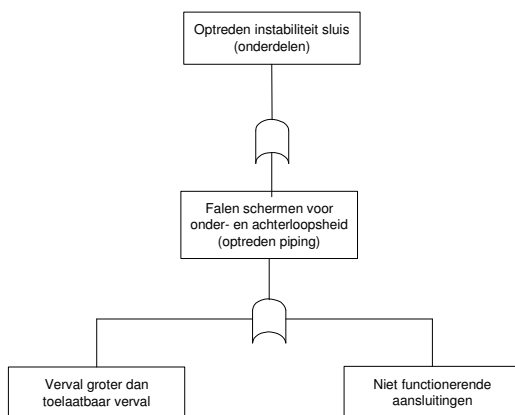 Optreden instabiliteit sluis
(onderdelen)
Falen schermen voor
onder- en achterloopsheid
(optreden piping)
Verval groter dan
toelaatbaar verval
Niet functionerende
aansluitingen